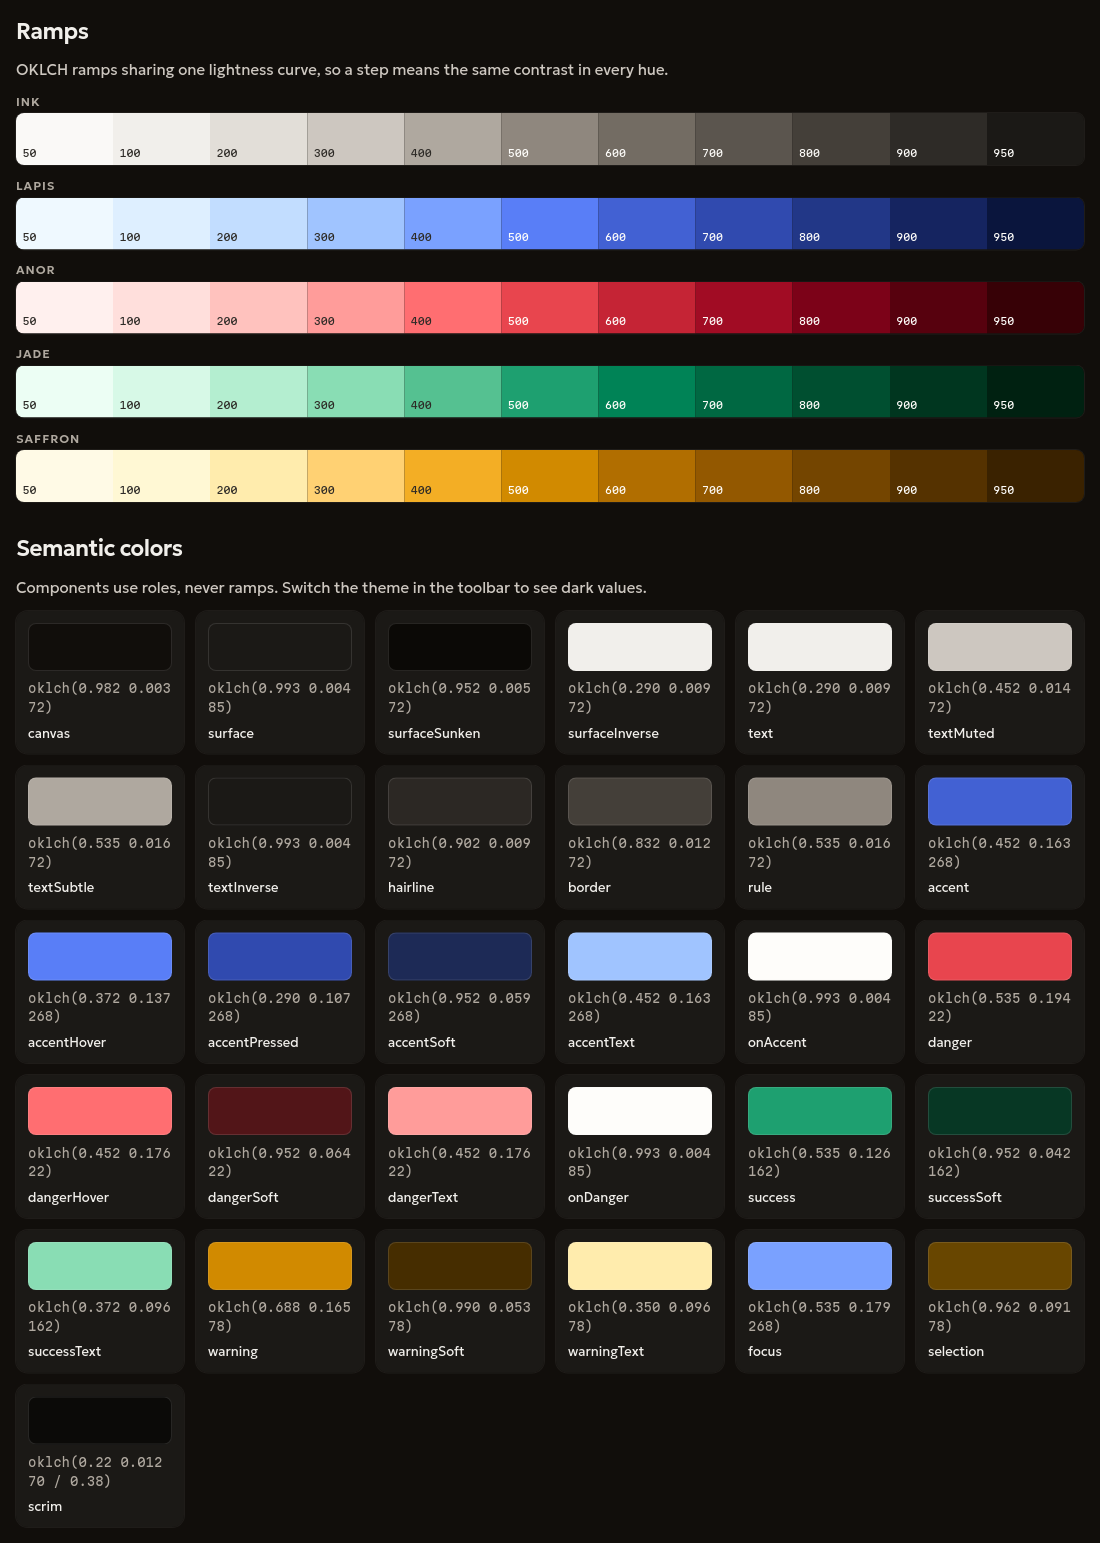 Ramps
OKLCH ramps sharing one lightness curve, so a step means the same contrast in every hue.
INK
50 100 200 300 400 500 600 700 800 900 950
LAPIS
50 100 200 300 400 500 600 700 800 900 950
ANOR
50 100 200 300 400 500 600 700 800 900 950
JADE
50 100 200 300 400 500 600 700 800 900 950
SAFFRON
50 100 200 300 400 500 600 700 800 900 950
Semantic colors
Components use roles, never ramps. Switch the theme in the toolbar to see dark values.
oklch(0.982 0.003
72)
canvas
oklch(0.993 0.004
85)
surface
oklch(0.952 0.005
72)
surfaceSunken
oklch(0.290 0.009
72)
surfaceInverse
oklch(0.290 0.009
72)
text
oklch(0.452 0.014
72)
textMuted
oklch(0.535 0.016
72)
textSubtle
oklch(0.993 0.004
85)
textInverse
oklch(0.902 0.009
72)
hairline
oklch(0.832 0.012
72)
border
oklch(0.535 0.016
72)
rule
oklch(0.452 0.163
268)
accent
oklch(0.372 0.137
268)
accentHover
oklch(0.290 0.107
268)
accentPressed
oklch(0.952 0.059
268)
accentSoft
oklch(0.452 0.163
268)
accentText
oklch(0.993 0.004
85)
onAccent
oklch(0.535 0.194
22)
danger
oklch(0.452 0.176
22)
dangerHover
oklch(0.952 0.064
22)
dangerSoft
oklch(0.452 0.176
22)
dangerText
oklch(0.993 0.004
85)
onDanger
oklch(0.535 0.126
162)
success
oklch(0.952 0.042
162)
successSoft
oklch(0.372 0.096
162)
successText
oklch(0.688 0.165
78)
warning
oklch(0.990 0.053
78)
warningSoft
oklch(0.350 0.096
78)
warningText
oklch(0.535 0.179
268)
focus
oklch(0.962 0.091
78)
selection
oklch(0.22 0.012
70 / 0.38)
scrim